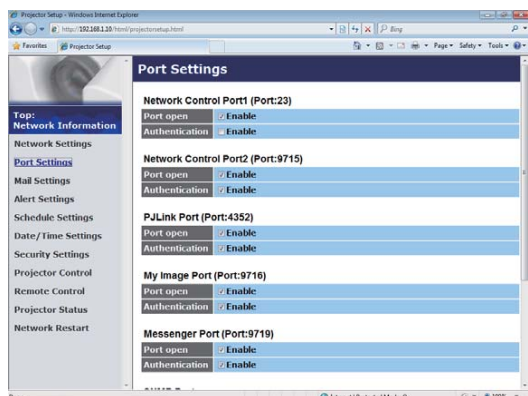 Projector Setup - Windows Internet Explorer
http://192.168.1.10/html/projectorsetup.html
Bing
Favorites Projector Setup Page Safety Tools
Top:
Network Information
Network Settings
Port Settings
Mail Settings
Alert Settings
Schedule Settings
Date/Time Settings
Security Settings
Projector Control
Remote Control
Projector Status
Network Restart
Port Settings
Network Control Port1 (Port:23)
Port open Enable
Authentication Enable
Network Control Port2 (Port:9715)
Port open Enable
Authentication Enable
PJLink Port (Port:4352)
Port open Enable
Authentication Enable
My Image Port (Port:9716)
Port open Enable
Authentication Enable
Messenger Port (Port:9719)
Port open Enable
Authentication Enable